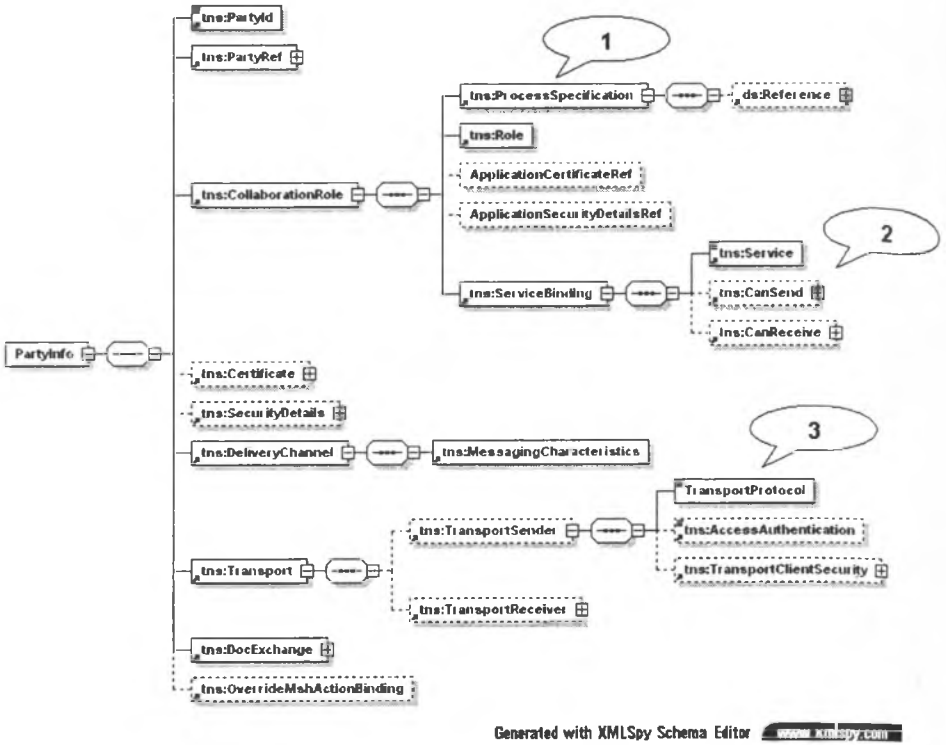 tns:PartyId
tns:PartyRef
1
tns:ProcessSpecification
ds:Reference
tns:Role
tns:CollaborationRole
ApplicationCertificateRef
ApplicationSecurityDetailsRef
2
tns:Service
tns:ServiceBinding
tns:CanSend
tns:CanReceive
PartyInfo
tns:Certificate
tns:SecurityDetails
3
tns:DeliveryChannel
tns:MessagingCharacteristics
TransportProtocol
tns:TransportSender
tns:AccessAuthentication
tns:Transport
tns:TransportClientSecurity
tns:TransportReceiver
tns:DocExchange
tns:OverrideMshActionBinding
Generated with XMLSpy Schema Editor www.xmlspy.com